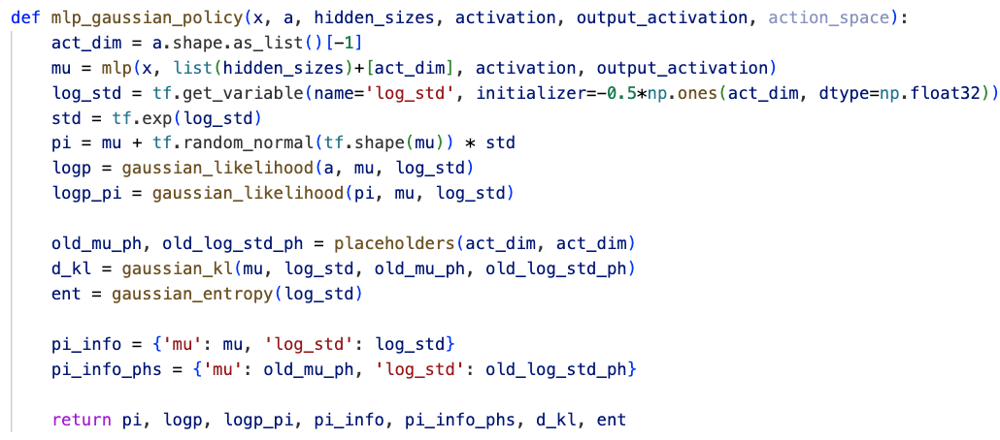 def mlp_gaussian_policy(x, a, hidden_sizes, activation, output_activation, action_space):
    act_dim = a.shape.as_list()[-1]
    mu = mlp(x, list(hidden_sizes)+[act_dim], activation, output_activation)
    log_std = tf.get_variable(name='log_std', initializer=-0.5*np.ones(act_dim, dtype=np.float32))
    std = tf.exp(log_std)
    pi = mu + tf.random_normal(tf.shape(mu)) * std
    logp = gaussian_likelihood(a, mu, log_std)
    logp_pi = gaussian_likelihood(pi, mu, log_std)

    old_mu_ph, old_log_std_ph = placeholders(act_dim, act_dim)
    d_kl = gaussian_kl(mu, log_std, old_mu_ph, old_log_std_ph)
    ent = gaussian_entropy(log_std)

    pi_info = {'mu': mu, 'log_std': log_std}
    pi_info_phs = {'mu': old_mu_ph, 'log_std': old_log_std_ph}

    return pi, logp, logp_pi, pi_info, pi_info_phs, d_kl, ent